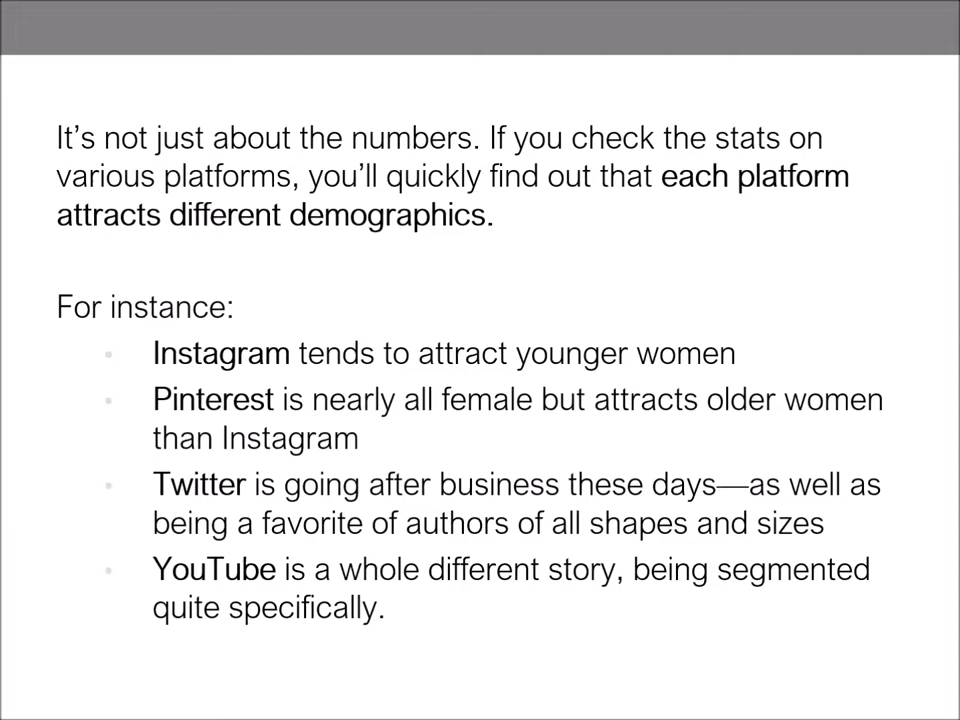 It’s not just about the numbers. If you check the stats on
various platforms, you’ll quickly find out that each platform
attracts different demographics.
For instance:
• Instagram tends to attract younger women
• Pinterest is nearly all female but attracts older women
than Instagram
• Twitter is going after business these days—as well as
being a favorite of authors of all shapes and sizes
• YouTube is a whole different story, being segmented
quite specifically.